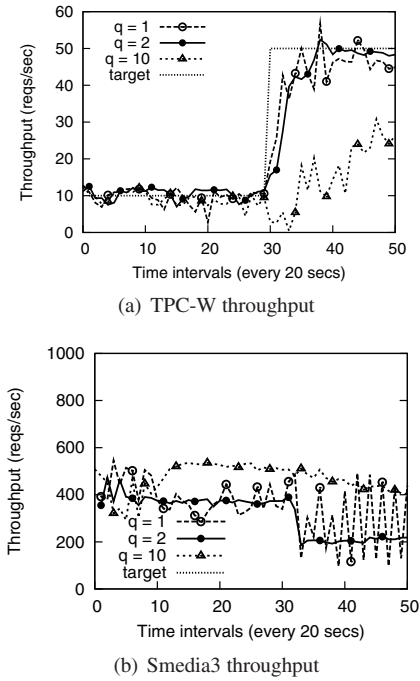 60
50
40
30
20
10
0
0 10 20 30 40 50
Throughput (reqs/sec)
Time intervals (every 20 secs)
q = 1
q = 2
q = 10
target
(a) TPC-W throughput
1000
800
600
400
200
0
0 10 20 30 40 50
Throughput (reqs/sec)
Time intervals (every 20 secs)
q = 1
q = 2
q = 10
target
(b) Smedia3 throughput